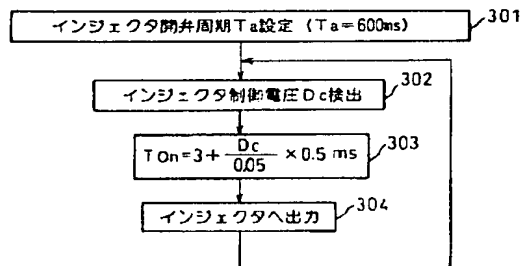 インジェクタ開弁周期Ta設定 (Ta=600ms)
301
302
インジェクタ制御電圧Dc検出
TOn=3+Dc/0.05×0.5 ms
303
304
インジェクタへ出力